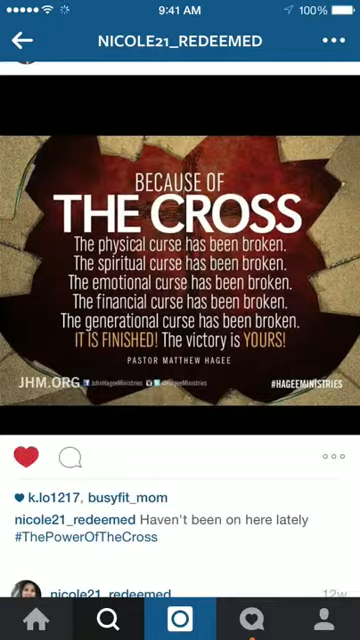 9:41 AM
100%
NICOLE21_REDEEMED
BECAUSE OF
THE CROSS
The physical curse has been broken.
The spiritual curse has been broken.
The emotional curse has been broken.
The financial curse has been broken.
The generational curse has been broken.
IT IS FINISHED! The victory is YOURS!
PASTOR MATTHEW HAGEE
JHM.ORG JohnHageeMinistries @HageeMinistries #HAGEEMINISTRIES
k.lo1217, busyfit_mom
nicole21_redeemed Haven't been on here lately
#ThePowerOfTheCross
nicole21_redeemed 12w